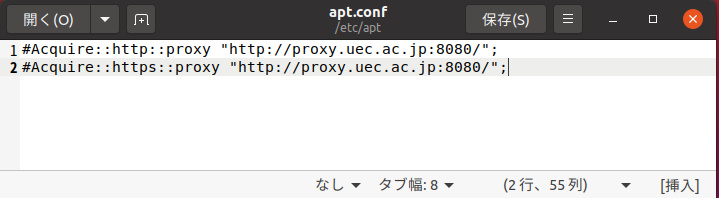 開く(O)
apt.conf
/etc/apt
保存(S)
1 #Acquire::http::proxy "http://proxy.uec.ac.jp:8080/";
2 #Acquire::https::proxy "http://proxy.uec.ac.jp:8080/";
なし タブ幅: 8 (2 行、55 列) [挿入]